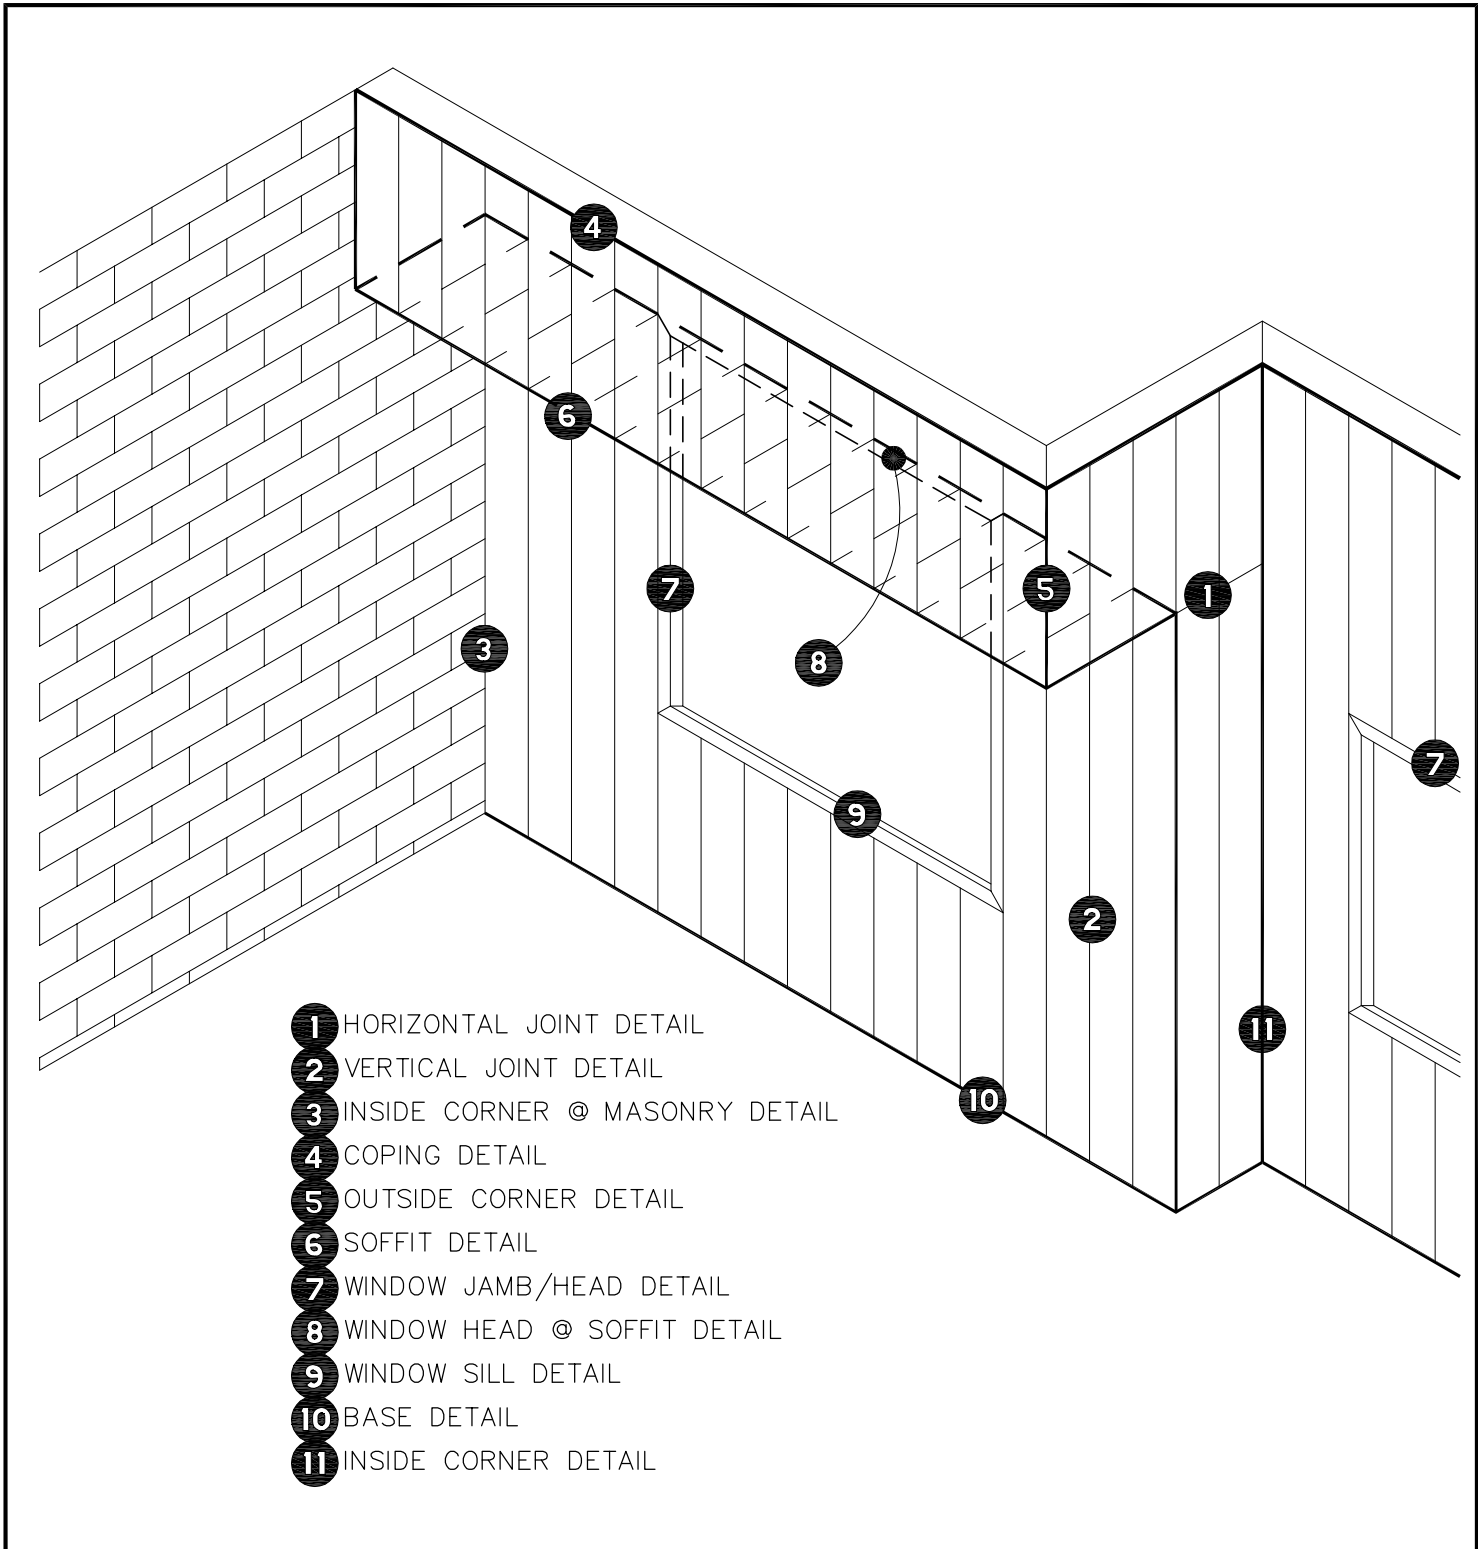 4
6
7
5
1
3
8
7
9
2
11
10
1 HORIZONTAL JOINT DETAIL
2 VERTICAL JOINT DETAIL
3 INSIDE CORNER @ MASONRY DETAIL
4 COPING DETAIL
5 OUTSIDE CORNER DETAIL
6 SOFFIT DETAIL
7 WINDOW JAMB/HEAD DETAIL
8 WINDOW HEAD @ SOFFIT DETAIL
9 WINDOW SILL DETAIL
10 BASE DETAIL
11 INSIDE CORNER DETAIL